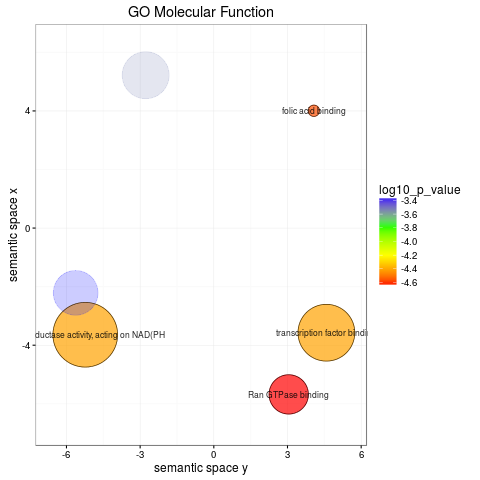 GO Molecular Function
folic acid binding
ductase activity, acting on NAD(PH
transcription factor bindi
Ran GTPase binding
4
0
-4
semantic space x
-6
-3
0
3
6
semantic space y
log10_p_value
-3.4
-3.6
-3.8
-4.0
-4.2
-4.4
-4.6